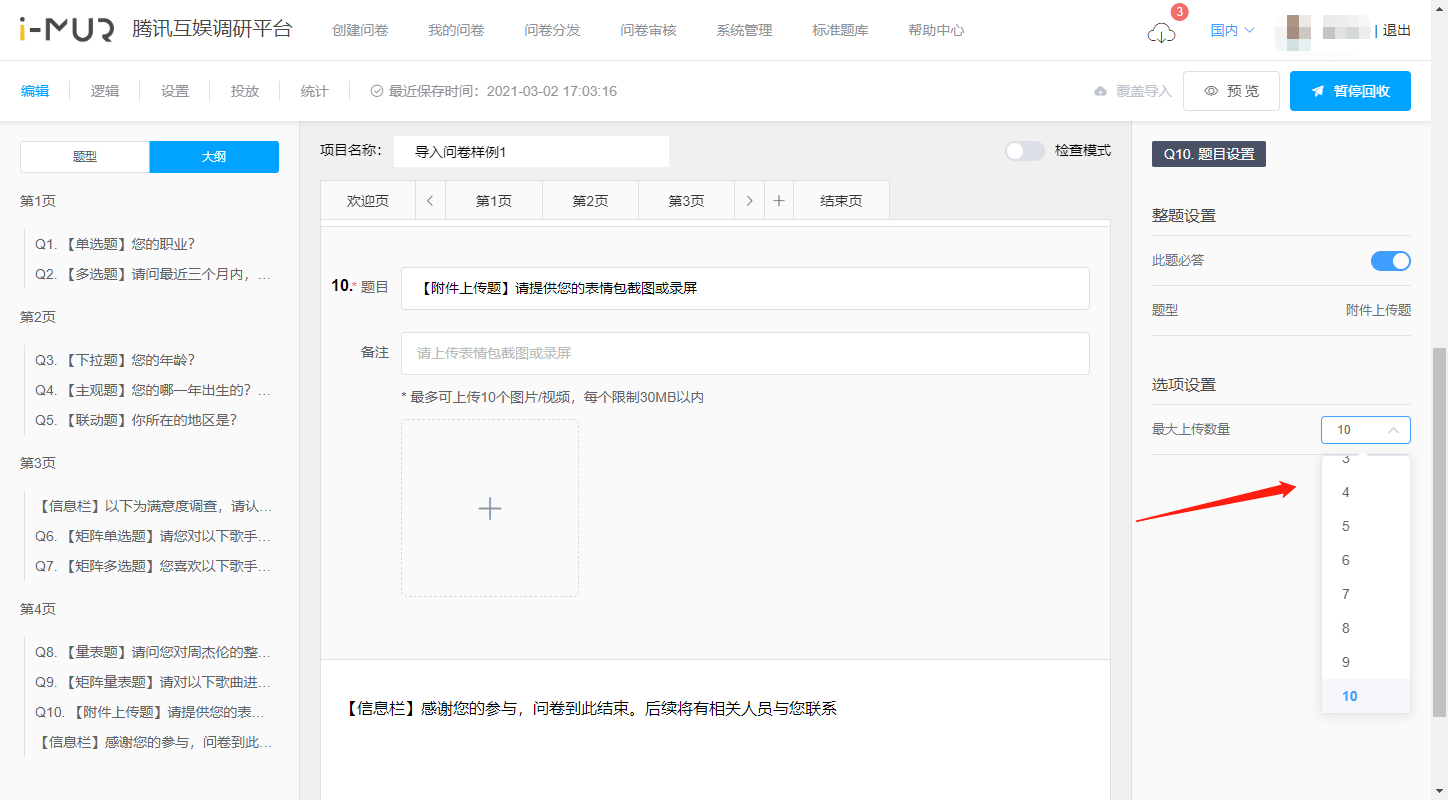 i-MUR 腾讯互娱调研平台 创建问卷 我的问卷 问卷分发 问卷审核 系统管理 标准题库 帮助中心 3 国内 | 退出
编辑 逻辑 设置 投放 统计 最近保存时间：2021-03-02 17:03:16 覆盖导入 预 览 暂停回收
题型 大纲
第1页
Q1. 【单选题】您的职业?
Q2. 【多选题】请问最近三个月内，...
第2页
Q3. 【下拉题】您的年龄?
Q4. 【主观题】您的哪一年出生的？...
Q5. 【联动题】你所在的地区是?
第3页
【信息栏】以下为满意度调查，请认...
Q6. 【矩阵单选题】请您对以下歌手...
Q7. 【矩阵多选题】您喜欢以下歌手...
第4页
Q8. 【量表题】请问您对周杰伦的整...
Q9. 【矩阵量表题】请对以下歌曲进...
Q10. 【附件上传题】请提供您的表...
【信息栏】感谢您的参与，问卷到此...
项目名称： 导入问卷样例1 检查模式
欢迎页 第1页 第2页 第3页 结束页
10.* 题目 【附件上传题】请提供您的表情包截图或录屏
备注 请上传表情包截图或录屏
* 最多可上传10个图片/视频，每个限制30MB以内
【信息栏】感谢您的参与，问卷到此结束。后续将有相关人员与您联系
Q10. 题目设置
整题设置
此题必答
题型 附件上传题
选项设置
最大上传数量 10
3
4
5
6
7
8
9
10